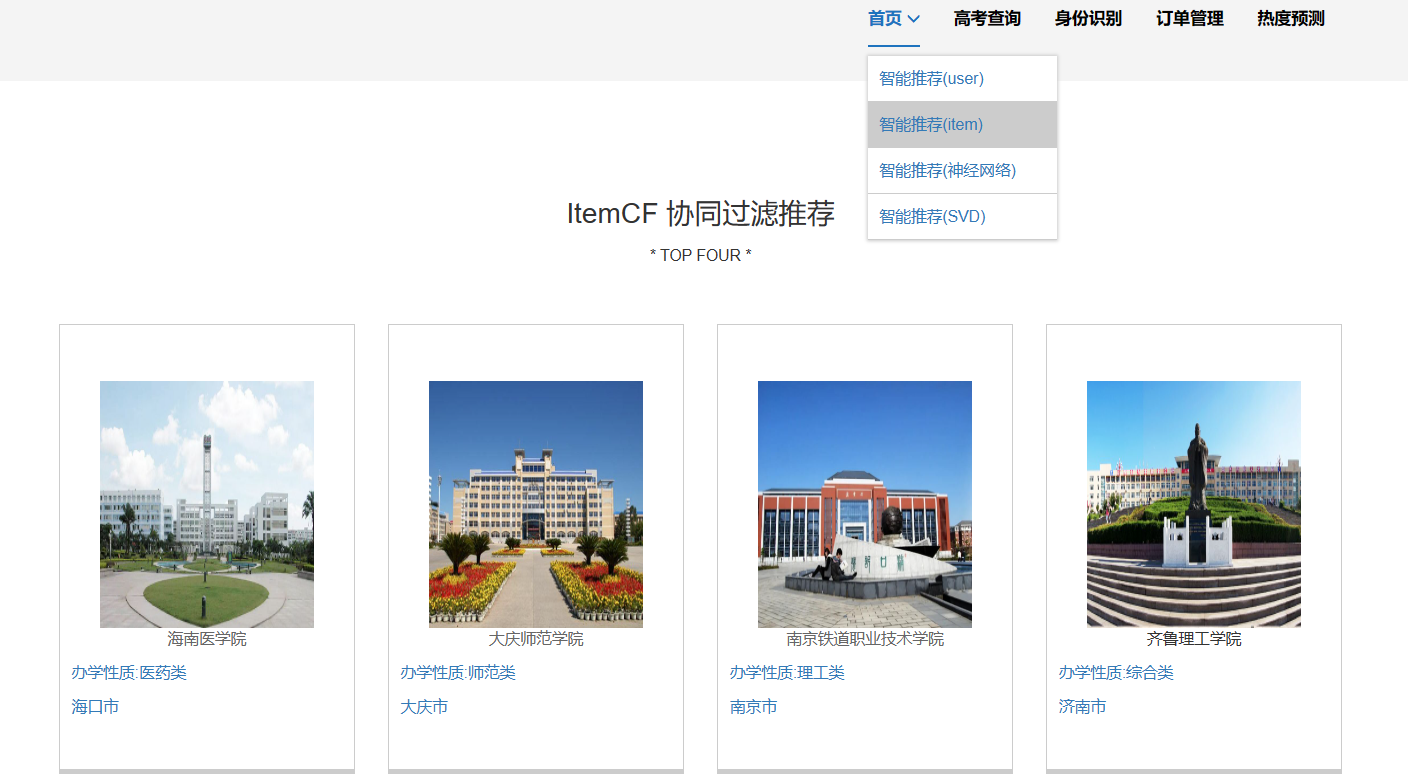 首页 高考查询 身份识别 订单管理 热度预测
智能推荐(user)
智能推荐(item)
智能推荐(神经网络)
智能推荐(SVD)
ItemCF 协同过滤推荐
* TOP FOUR *
海南医学院
办学性质:医药类
海口市
大庆师范学院
办学性质:师范类
大庆市
南京铁道职业技术学院
办学性质:理工类
南京市
齐鲁理工学院
办学性质:综合类
济南市